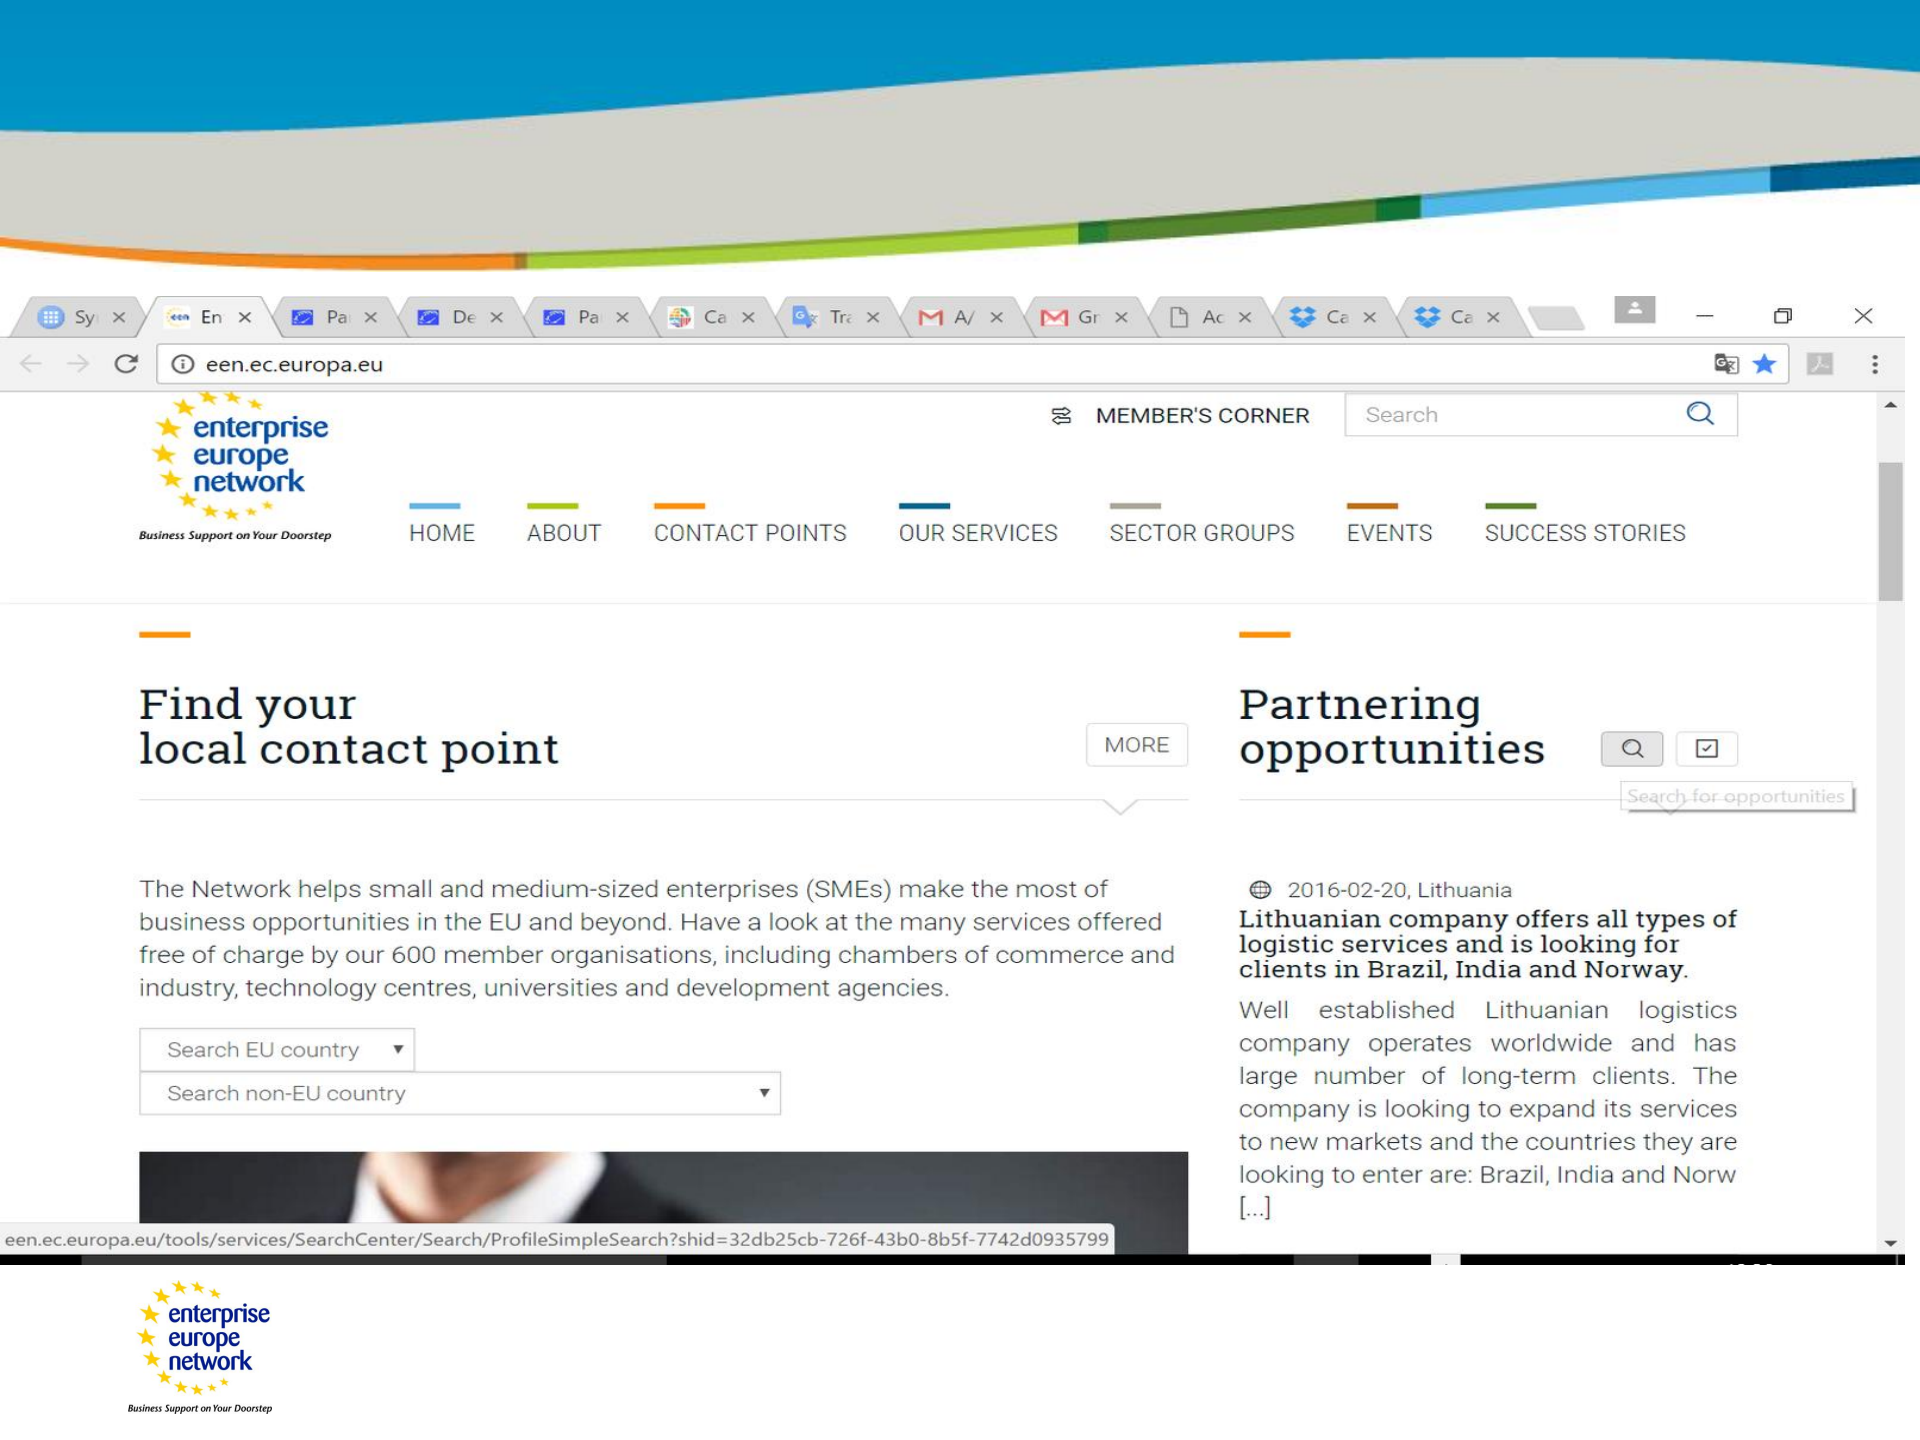 Sy
En
Pa
De
Pa
Ca
Tra
A/
Gr
Ac
Ca
Ca
een.ec.europa.eu
enterprise
europe
network
Business Support on Your Doorstep
MEMBER'S CORNER
Search
HOME
ABOUT
CONTACT POINTS
OUR SERVICES
SECTOR GROUPS
EVENTS
SUCCESS STORIES
Find your
local contact point
MORE
The Network helps small and medium-sized enterprises (SMEs) make the most of
business opportunities in the EU and beyond. Have a look at the many services offered
free of charge by our 600 member organisations, including chambers of commerce and
industry, technology centres, universities and development agencies.
Search EU country
Search non-EU country
Partnering
opportunities
Search for opportunities
2016-02-20, Lithuania
Lithuanian company offers all types of
logistic services and is looking for
clients in Brazil, India and Norway.
Well established Lithuanian logistics
company operates worldwide and has
large number of long-term clients. The
company is looking to expand its services
to new markets and the countries they are
looking to enter are: Brazil, India and Norw
[...]
een.ec.europa.eu/tools/services/SearchCenter/Search/ProfileSimpleSearch?shid=32db25cb-726f-43b0-8b5f-7742d0935799
enterprise
europe
network
Business Support on Your Doorstep